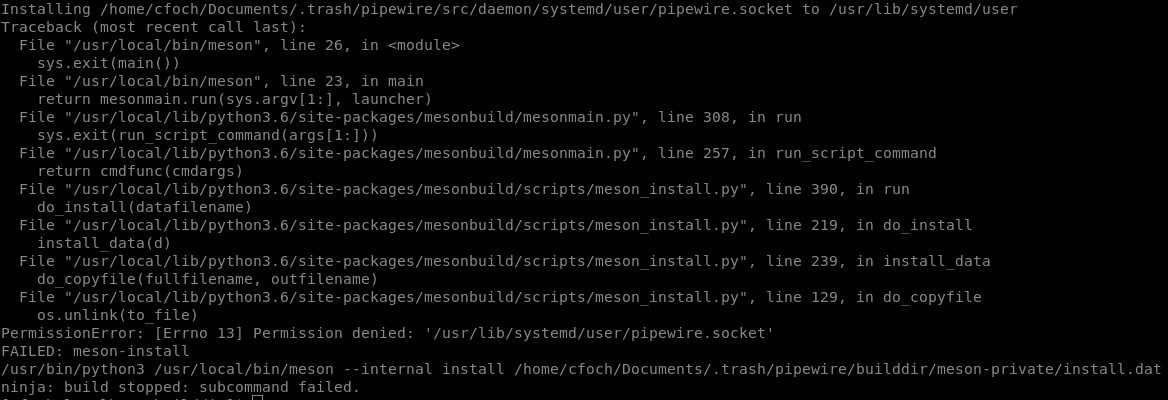 Installing /home/cfoch/Documents/.trash/pipewire/src/daemon/systemd/user/pipewire.socket to /usr/lib/systemd/user
Traceback (most recent call last):
  File "/usr/local/bin/meson", line 26, in <module>
    sys.exit(main())
  File "/usr/local/bin/meson", line 23, in main
    return mesonmain.run(sys.argv[1:], launcher)
  File "/usr/local/lib/python3.6/site-packages/mesonbuild/mesonmain.py", line 308, in run
    sys.exit(run_script_command(args[1:]))
  File "/usr/local/lib/python3.6/site-packages/mesonbuild/mesonmain.py", line 257, in run_script_command
    return cmdfunc(cmdargs)
  File "/usr/local/lib/python3.6/site-packages/mesonbuild/scripts/meson_install.py", line 390, in run
    do_install(datafilename)
  File "/usr/local/lib/python3.6/site-packages/mesonbuild/scripts/meson_install.py", line 219, in do_install
    install_data(d)
  File "/usr/local/lib/python3.6/site-packages/mesonbuild/scripts/meson_install.py", line 239, in install_data
    do_copyfile(fullfilename, outfilename)
  File "/usr/local/lib/python3.6/site-packages/mesonbuild/scripts/meson_install.py", line 129, in do_copyfile
    os.unlink(to_file)
PermissionError: [Errno 13] Permission denied: '/usr/lib/systemd/user/pipewire.socket'
FAILED: meson-install
/usr/bin/python3 /usr/local/bin/meson --internal install /home/cfoch/Documents/.trash/pipewire/builddir/meson-private/install.dat
ninja: build stopped: subcommand failed.